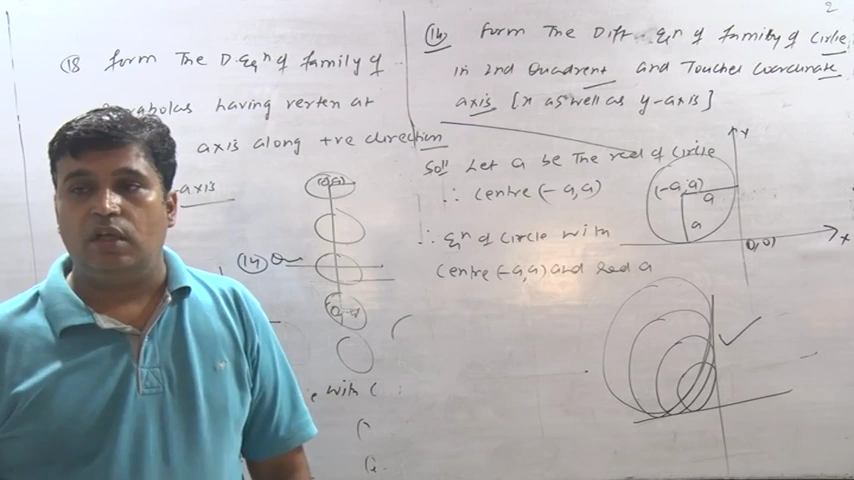 (18 Form The D.Eqn of family of
Parabolas having vertex at
axis along +ve direction
-axis
(14)
with (
2
(16 Form The Diff. Eqn of family of Circle
in 2nd Quadrent and Touches Coordinate
axis [x as well as y-axis]
Soln Let a be the rad of Circle
∴ centre (-a,a)
∴ Eqn of circle with
centre (-a,a) and rad a
Y
(-a,a)
a
a
X
(0,0)